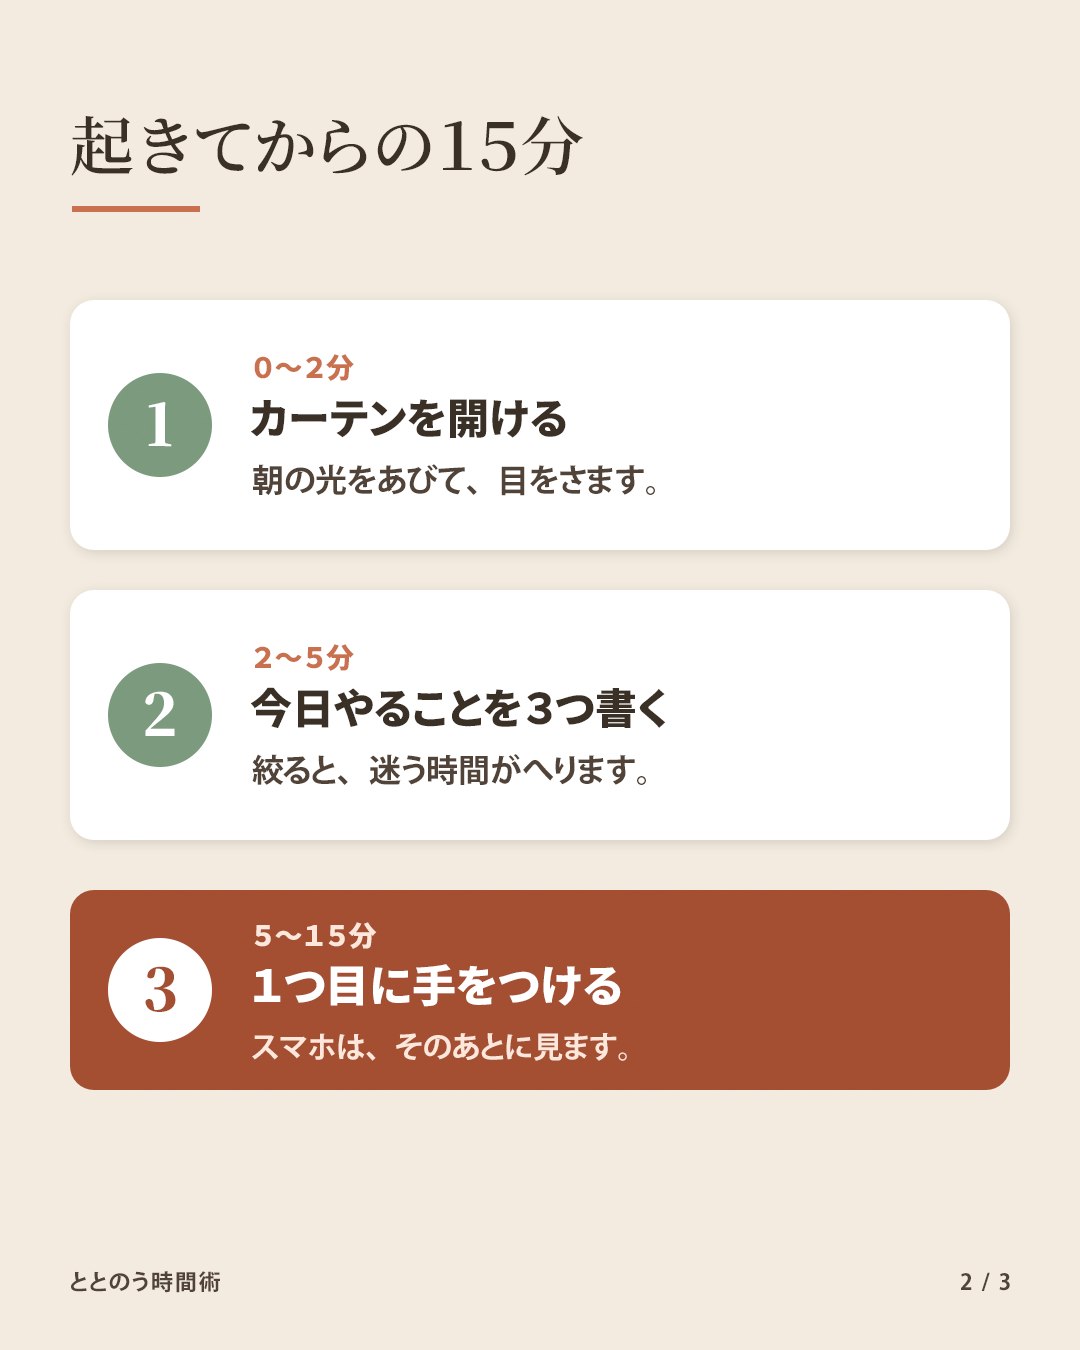 起きてからの15分
1
0〜2分
カーテンを開ける
朝の光をあびて、目をさます。
2
2〜5分
今日やることを3つ書く
絞ると、迷う時間がへります。
3
5〜15分
1つ目に手をつける
スマホは、そのあとに見ます。
ととのう時間術
2 / 3